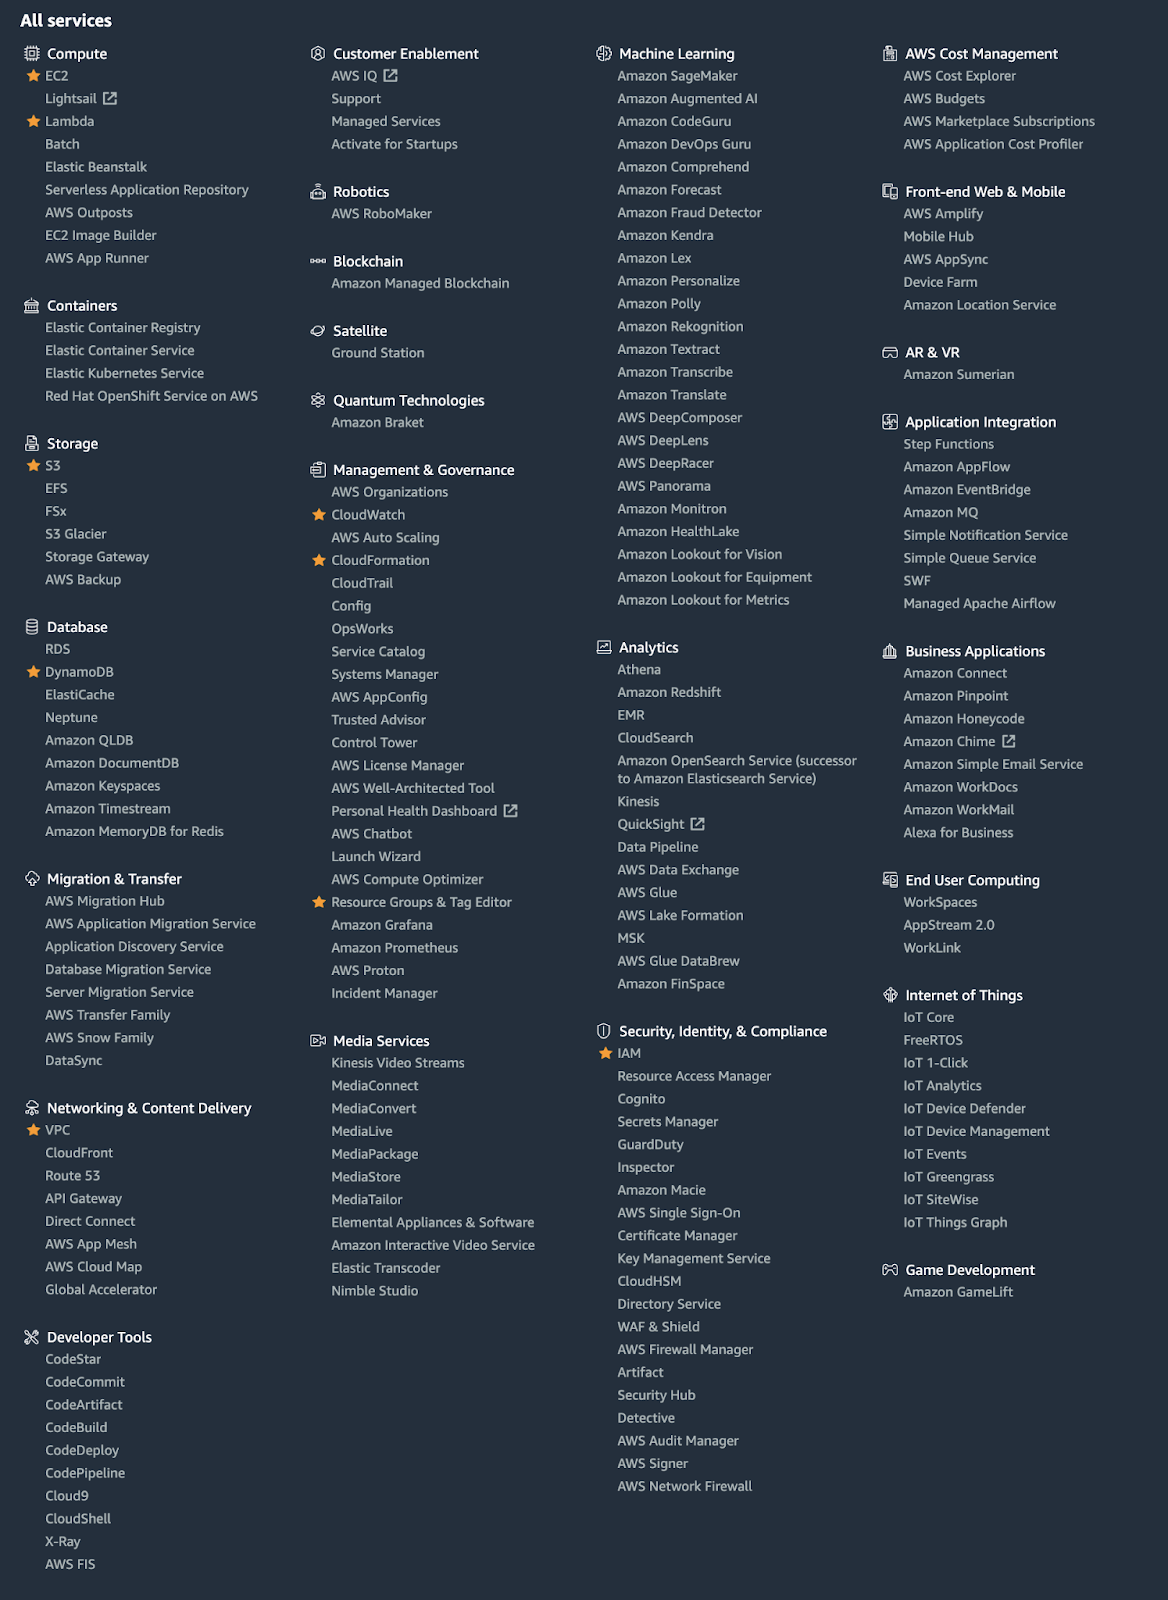 All services
Compute
EC2
Lightsail
Lambda
Batch
Elastic Beanstalk
Serverless Application Repository
AWS Outposts
EC2 Image Builder
AWS App Runner
Containers
Elastic Container Registry
Elastic Container Service
Elastic Kubernetes Service
Red Hat OpenShift Service on AWS
Storage
S3
EFS
FSx
S3 Glacier
Storage Gateway
AWS Backup
Database
RDS
DynamoDB
ElastiCache
Neptune
Amazon QLDB
Amazon DocumentDB
Amazon Keyspaces
Amazon Timestream
Amazon MemoryDB for Redis
Migration & Transfer
AWS Migration Hub
AWS Application Migration Service
Application Discovery Service
Database Migration Service
Server Migration Service
AWS Transfer Family
AWS Snow Family
DataSync
Networking & Content Delivery
VPC
CloudFront
Route 53
API Gateway
Direct Connect
AWS App Mesh
AWS Cloud Map
Global Accelerator
Developer Tools
CodeStar
CodeCommit
CodeArtifact
CodeBuild
CodeDeploy
CodePipeline
Cloud9
CloudShell
X-Ray
AWS FIS
Customer Enablement
AWS IQ
Support
Managed Services
Activate for Startups
Robotics
AWS RoboMaker
Blockchain
Amazon Managed Blockchain
Satellite
Ground Station
Quantum Technologies
Amazon Braket
Management & Governance
AWS Organizations
CloudWatch
AWS Auto Scaling
CloudFormation
CloudTrail
Config
OpsWorks
Service Catalog
Systems Manager
AWS AppConfig
Trusted Advisor
Control Tower
AWS License Manager
AWS Well-Architected Tool
Personal Health Dashboard
AWS Chatbot
Launch Wizard
AWS Compute Optimizer
Resource Groups & Tag Editor
Amazon Grafana
Amazon Prometheus
AWS Proton
Incident Manager
Media Services
Kinesis Video Streams
MediaConnect
MediaConvert
MediaLive
MediaPackage
MediaStore
MediaTailor
Elemental Appliances & Software
Amazon Interactive Video Service
Elastic Transcoder
Nimble Studio
Machine Learning
Amazon SageMaker
Amazon Augmented AI
Amazon CodeGuru
Amazon DevOps Guru
Amazon Comprehend
Amazon Forecast
Amazon Fraud Detector
Amazon Kendra
Amazon Lex
Amazon Personalize
Amazon Polly
Amazon Rekognition
Amazon Textract
Amazon Transcribe
Amazon Translate
AWS DeepComposer
AWS DeepLens
AWS DeepRacer
AWS Panorama
Amazon Monitron
Amazon HealthLake
Amazon Lookout for Vision
Amazon Lookout for Equipment
Amazon Lookout for Metrics
Analytics
Athena
Amazon Redshift
EMR
CloudSearch
Amazon OpenSearch Service (successor
to Amazon Elasticsearch Service)
Kinesis
QuickSight
Data Pipeline
AWS Data Exchange
AWS Glue
AWS Lake Formation
MSK
AWS Glue DataBrew
Amazon FinSpace
Security, Identity, & Compliance
IAM
Resource Access Manager
Cognito
Secrets Manager
GuardDuty
Inspector
Amazon Macie
AWS Single Sign-On
Certificate Manager
Key Management Service
CloudHSM
Directory Service
WAF & Shield
AWS Firewall Manager
Artifact
Security Hub
Detective
AWS Audit Manager
AWS Signer
AWS Network Firewall
AWS Cost Management
AWS Cost Explorer
AWS Budgets
AWS Marketplace Subscriptions
AWS Application Cost Profiler
Front-end Web & Mobile
AWS Amplify
Mobile Hub
AWS AppSync
Device Farm
Amazon Location Service
AR & VR
Amazon Sumerian
Application Integration
Step Functions
Amazon AppFlow
Amazon EventBridge
Amazon MQ
Simple Notification Service
Simple Queue Service
SWF
Managed Apache Airflow
Business Applications
Amazon Connect
Amazon Pinpoint
Amazon Honeycode
Amazon Chime
Amazon Simple Email Service
Amazon WorkDocs
Amazon WorkMail
Alexa for Business
End User Computing
WorkSpaces
AppStream 2.0
WorkLink
Internet of Things
IoT Core
FreeRTOS
IoT 1-Click
IoT Analytics
IoT Device Defender
IoT Device Management
IoT Events
IoT Greengrass
IoT SiteWise
IoT Things Graph
Game Development
Amazon GameLift